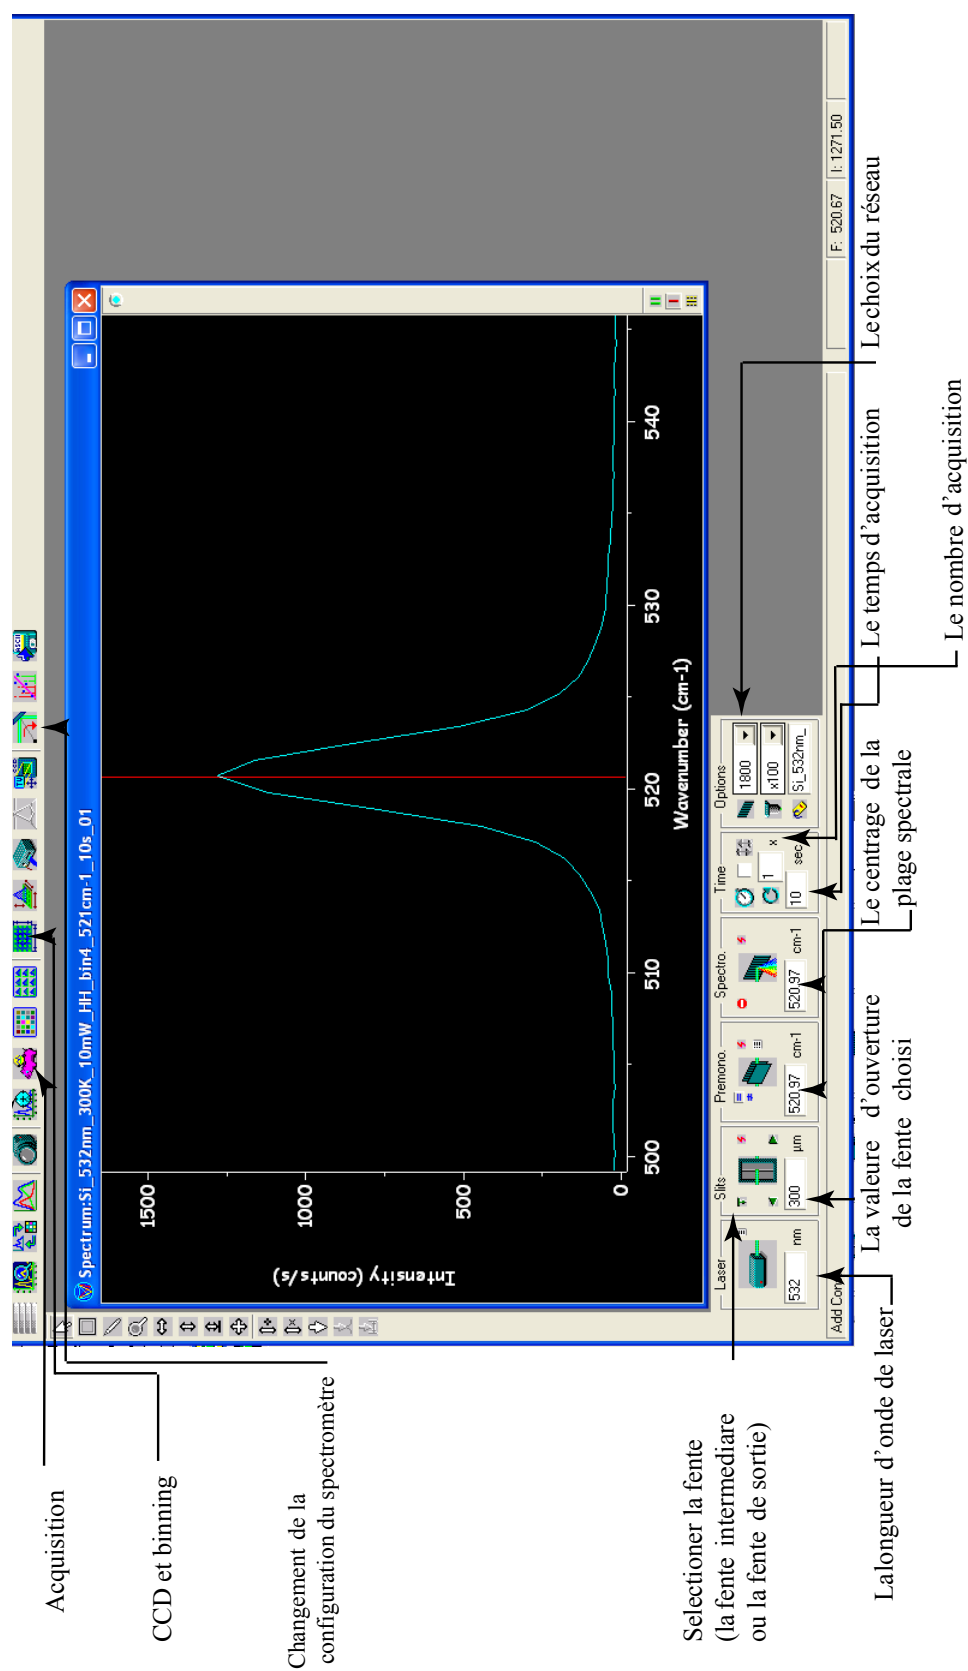 Acquisition
CCD et binning
Changement de la
configuration du spectromètre
Selectioner la fente
(la fente intermediare
ou la fente de sortie)
Spectrum:Si_532nm_300K_10mW_HH_bin4_521cm-1_10s_01
Intensity (counts/s)
1500
1000
500
0
500
510
520
530
540
Wavenumber (cm-1)
Laser
532
nm
Slits
300
µm
Premono.
520.97
cm-1
Spectro.
520.97
cm-1
Time
1
x
10
sec
Options
1800
x100
Si_532nm_
Add Con
F: 520.67
I: 1271.50
La longueur d'onde de laser
La valeure d'ouverture
de la fente choisi
Le centrage de la
plage spectrale
Le temps d'acquisition
Le nombre d'acquisition
Le choix du réseau